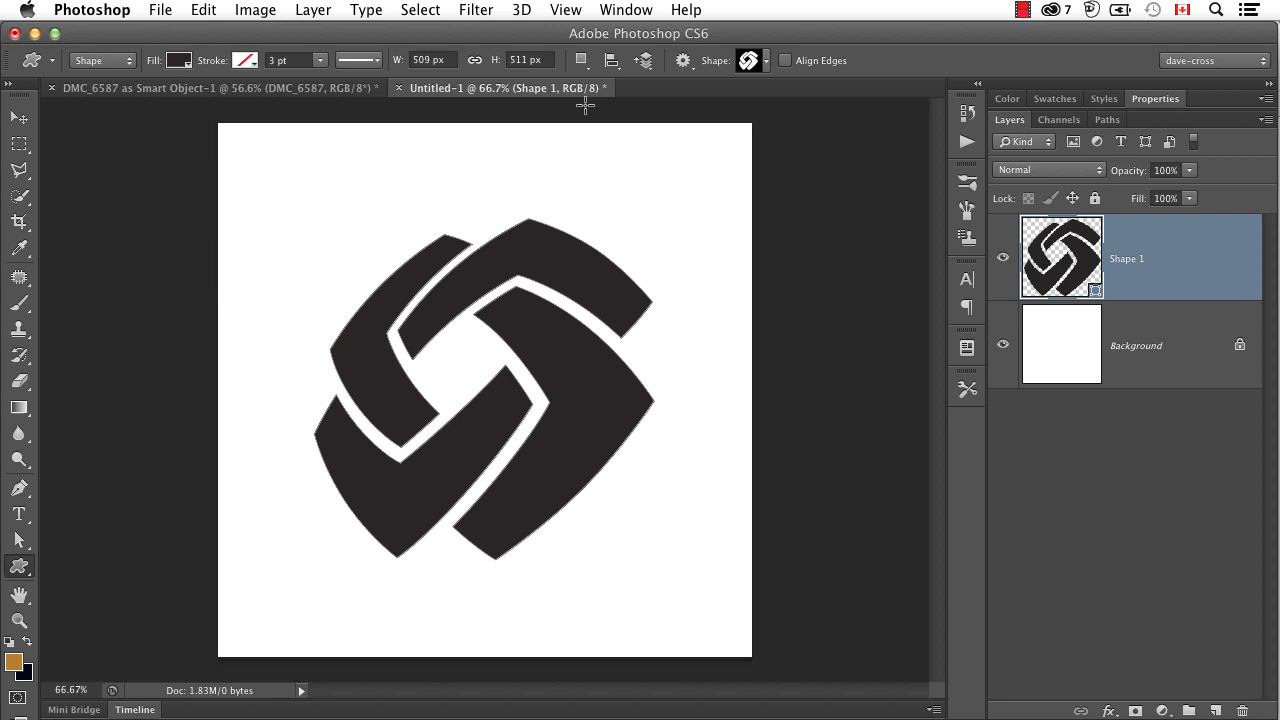 Photoshop File Edit Image Layer Type Select Filter 3D View Window Help 7
Adobe Photoshop CS6
Shape Fill: Stroke: 3 pt W: 509 px H: 511 px Shape: Align Edges dave-cross
DMC_6587 as Smart Object-1 @ 56.6% (DMC_6587, RGB/8*) * Untitled-1 @ 66.7% (Shape 1, RGB/8) *
Color Swatches Styles Properties
Layers Channels Paths
Kind
Normal Opacity: 100%
Lock: Fill: 100%
Shape 1
Background
66.67% Doc: 1.83M/0 bytes
Mini Bridge Timeline